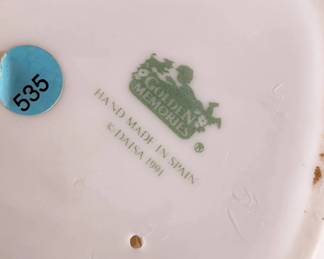 535
GOLDEN
MEMORIES
®
HAND MADE IN SPAIN
© DAISA 1991